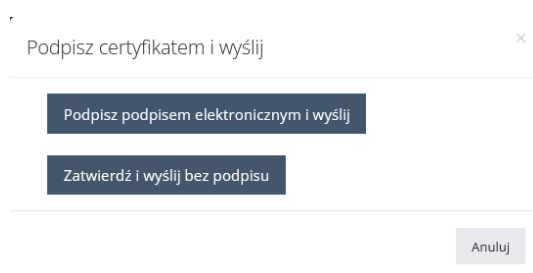 Podpisz certyfikatem i wyślij
×
Podpisz podpisem elektronicznym i wyślij
Zatwierdź i wyślij bez podpisu
Anuluj